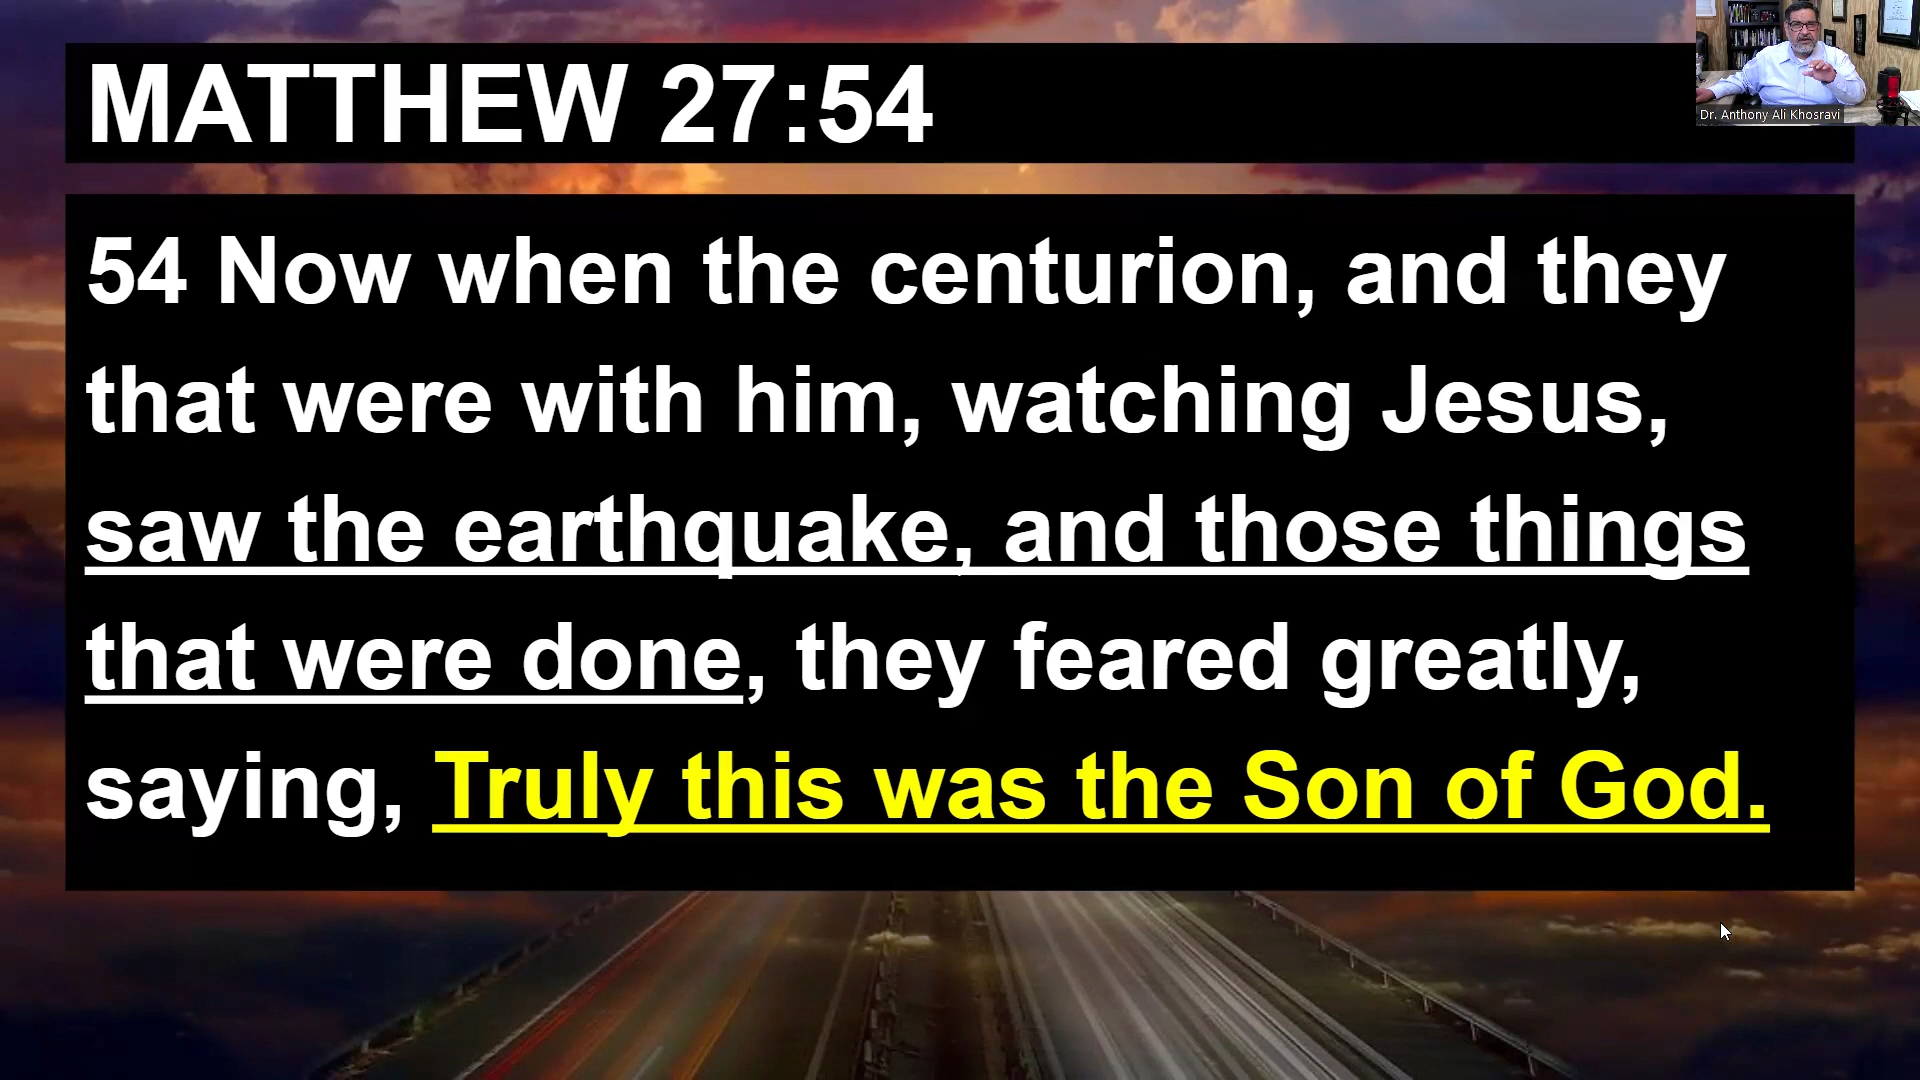 MATTHEW 27:54
Dr. Anthony Ali Khosravi
54 Now when the centurion, and they
that were with him, watching Jesus,
saw the earthquake, and those things
that were done, they feared greatly,
saying, Truly this was the Son of God.